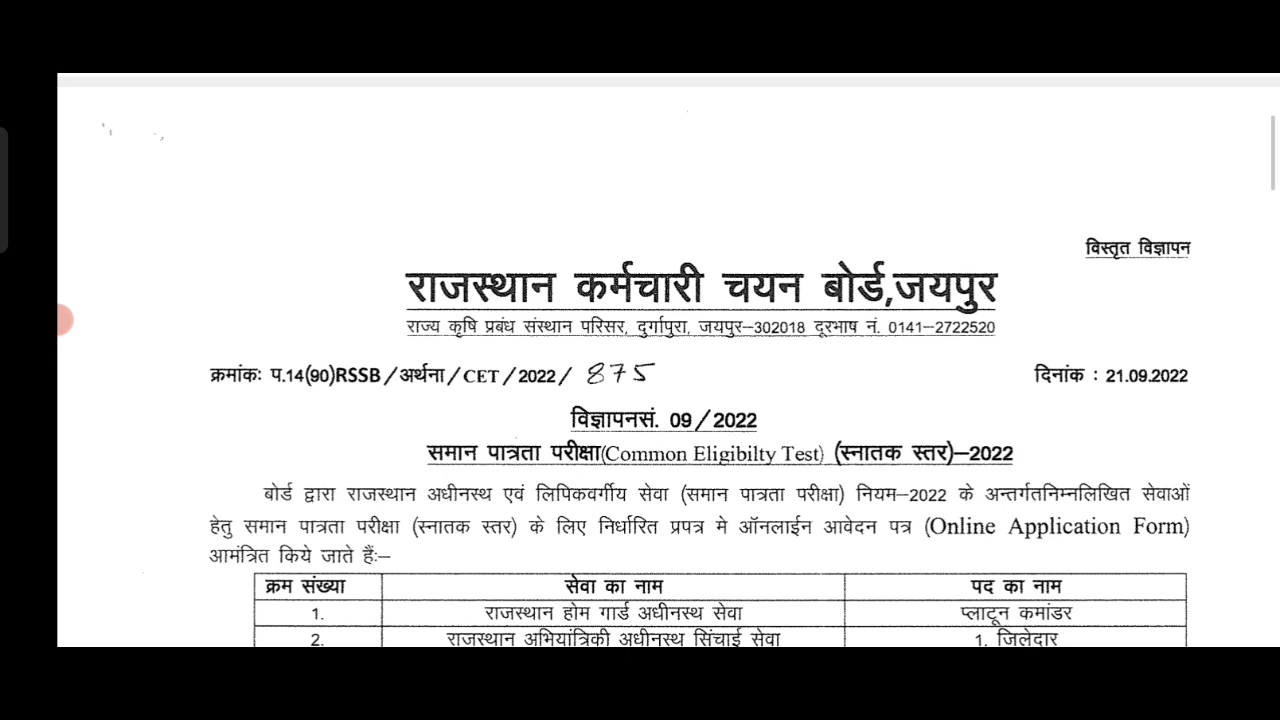 विस्तृत विज्ञापन
राजस्थान कर्मचारी चयन बोर्ड,जयपुर
राज्य कृषि प्रबंध संस्थान परिसर, दुर्गापुरा, जयपुर–302018 दूरभाष नं. 0141–2722520
क्रमांकः प.14(90)RSSB/अर्थना/CET/2022/ 875 दिनांक : 21.09.2022
विज्ञापनसं. 09/2022
समान पात्रता परीक्षा(Common Eligibilty Test) (स्नातक स्तर)–2022
बोर्ड द्वारा राजस्थान अधीनस्थ एवं लिपिकवर्गीय सेवा (समान पात्रता परीक्षा) नियम–2022 के अन्तर्गतनिम्नलिखित सेवाओं
हेतु समान पात्रता परीक्षा (स्नातक स्तर) के लिए निर्धारित प्रपत्र मे ऑनलाईन आवेदन पत्र (Online Application Form)
आमंत्रित किये जाते हैंः–
क्रम संख्या सेवा का नाम पद का नाम
1. राजस्थान होम गार्ड अधीनस्थ सेवा प्लाटून कमांडर
2. राजस्थान अभियांत्रिकी अधीनस्थ सिंचाई सेवा 1. जिलेदार